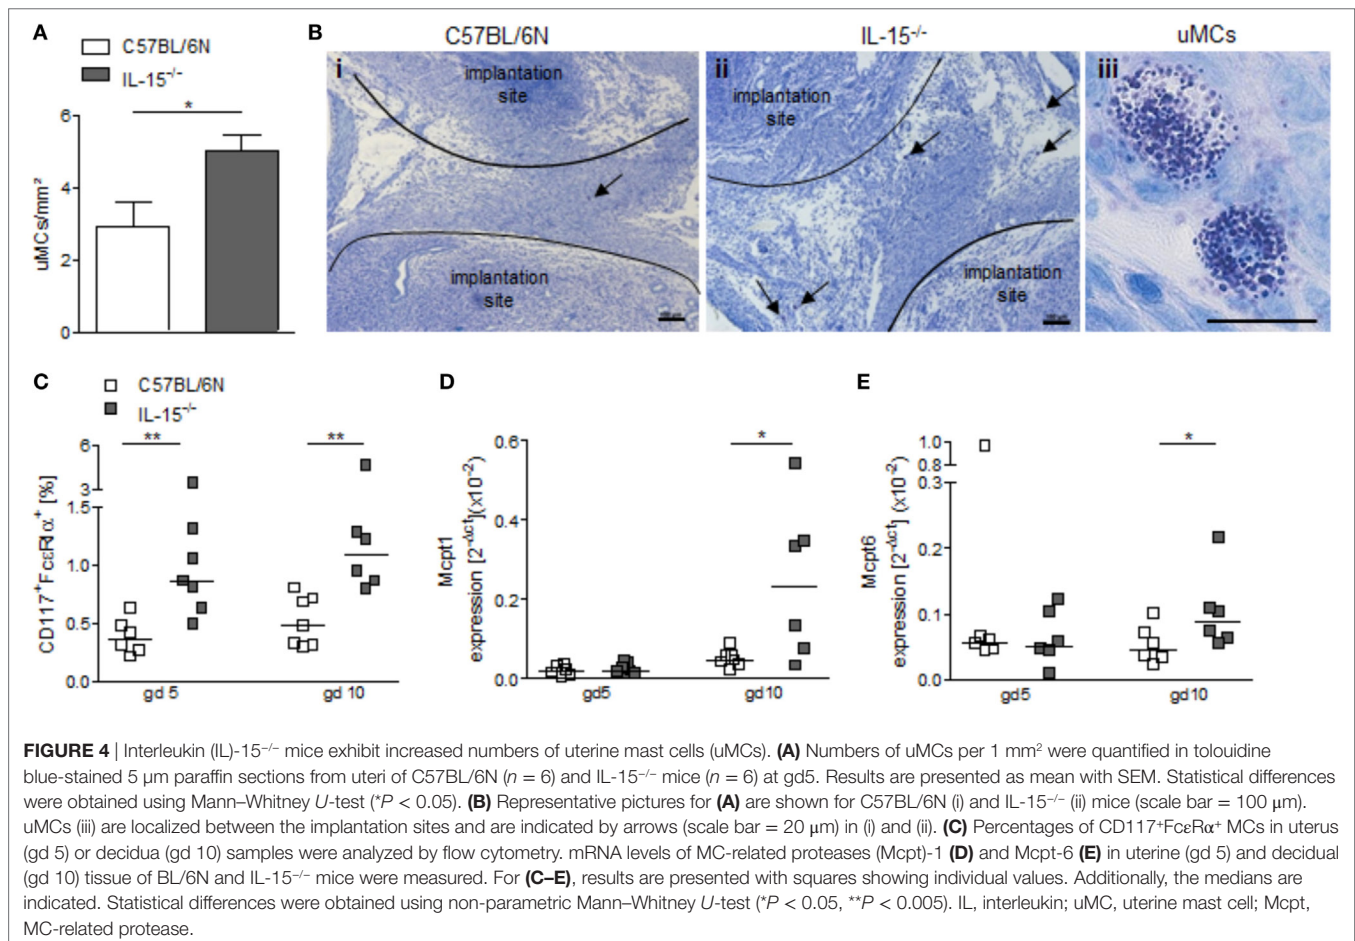 A
C57BL/6N
IL-15⁻/⁻
*
6
4
2
0
uMCs/mm²
B
C57BL/6N
IL-15⁻/⁻
uMCs
i
implantation
site
implantation
site
ii
implantation
site
implantation
site
iii
C
C57BL/6N
IL-15⁻/⁻
**
**
6
3
1.5
1.0
0.5
0.0
CD117⁺FcεRIα⁺ [%]
gd 5
gd 10
D
*
0.6
0.4
0.2
0.0
Mcpt1
expression [2^-Δct](x10⁻²)
gd5
gd10
E
*
1.0
0.8
0.3
0.2
0.1
0.0
Mcpt6
expression [2^-Δct] (x10⁻²)
gd5
gd10
FIGURE 4 | Interleukin (IL)-15⁻/⁻ mice exhibit increased numbers of uterine mast cells (uMCs). (A) Numbers of uMCs per 1 mm² were quantified in tolouidine
blue-stained 5 µm paraffin sections from uteri of C57BL/6N (n = 6) and IL-15⁻/⁻ mice (n = 6) at gd5. Results are presented as mean with SEM. Statistical differences
were obtained using Mann–Whitney U-test (*P < 0.05). (B) Representative pictures for (A) are shown for C57BL/6N (i) and IL-15⁻/⁻ (ii) mice (scale bar = 100 µm).
uMCs (iii) are localized between the implantation sites and are indicated by arrows (scale bar = 20 µm) in (i) and (ii). (C) Percentages of CD117⁺FcεRα⁺ MCs in uterus
(gd 5) or decidua (gd 10) samples were analyzed by flow cytometry. mRNA levels of MC-related proteases (Mcpt)-1 (D) and Mcpt-6 (E) in uterine (gd 5) and decidual
(gd 10) tissue of BL/6N and IL-15⁻/⁻ mice were measured. For (C–E), results are presented with squares showing individual values. Additionally, the medians are
indicated. Statistical differences were obtained using non-parametric Mann–Whitney U-test (*P < 0.05, **P < 0.005). IL, interleukin; uMC, uterine mast cell; Mcpt,
MC-related protease.